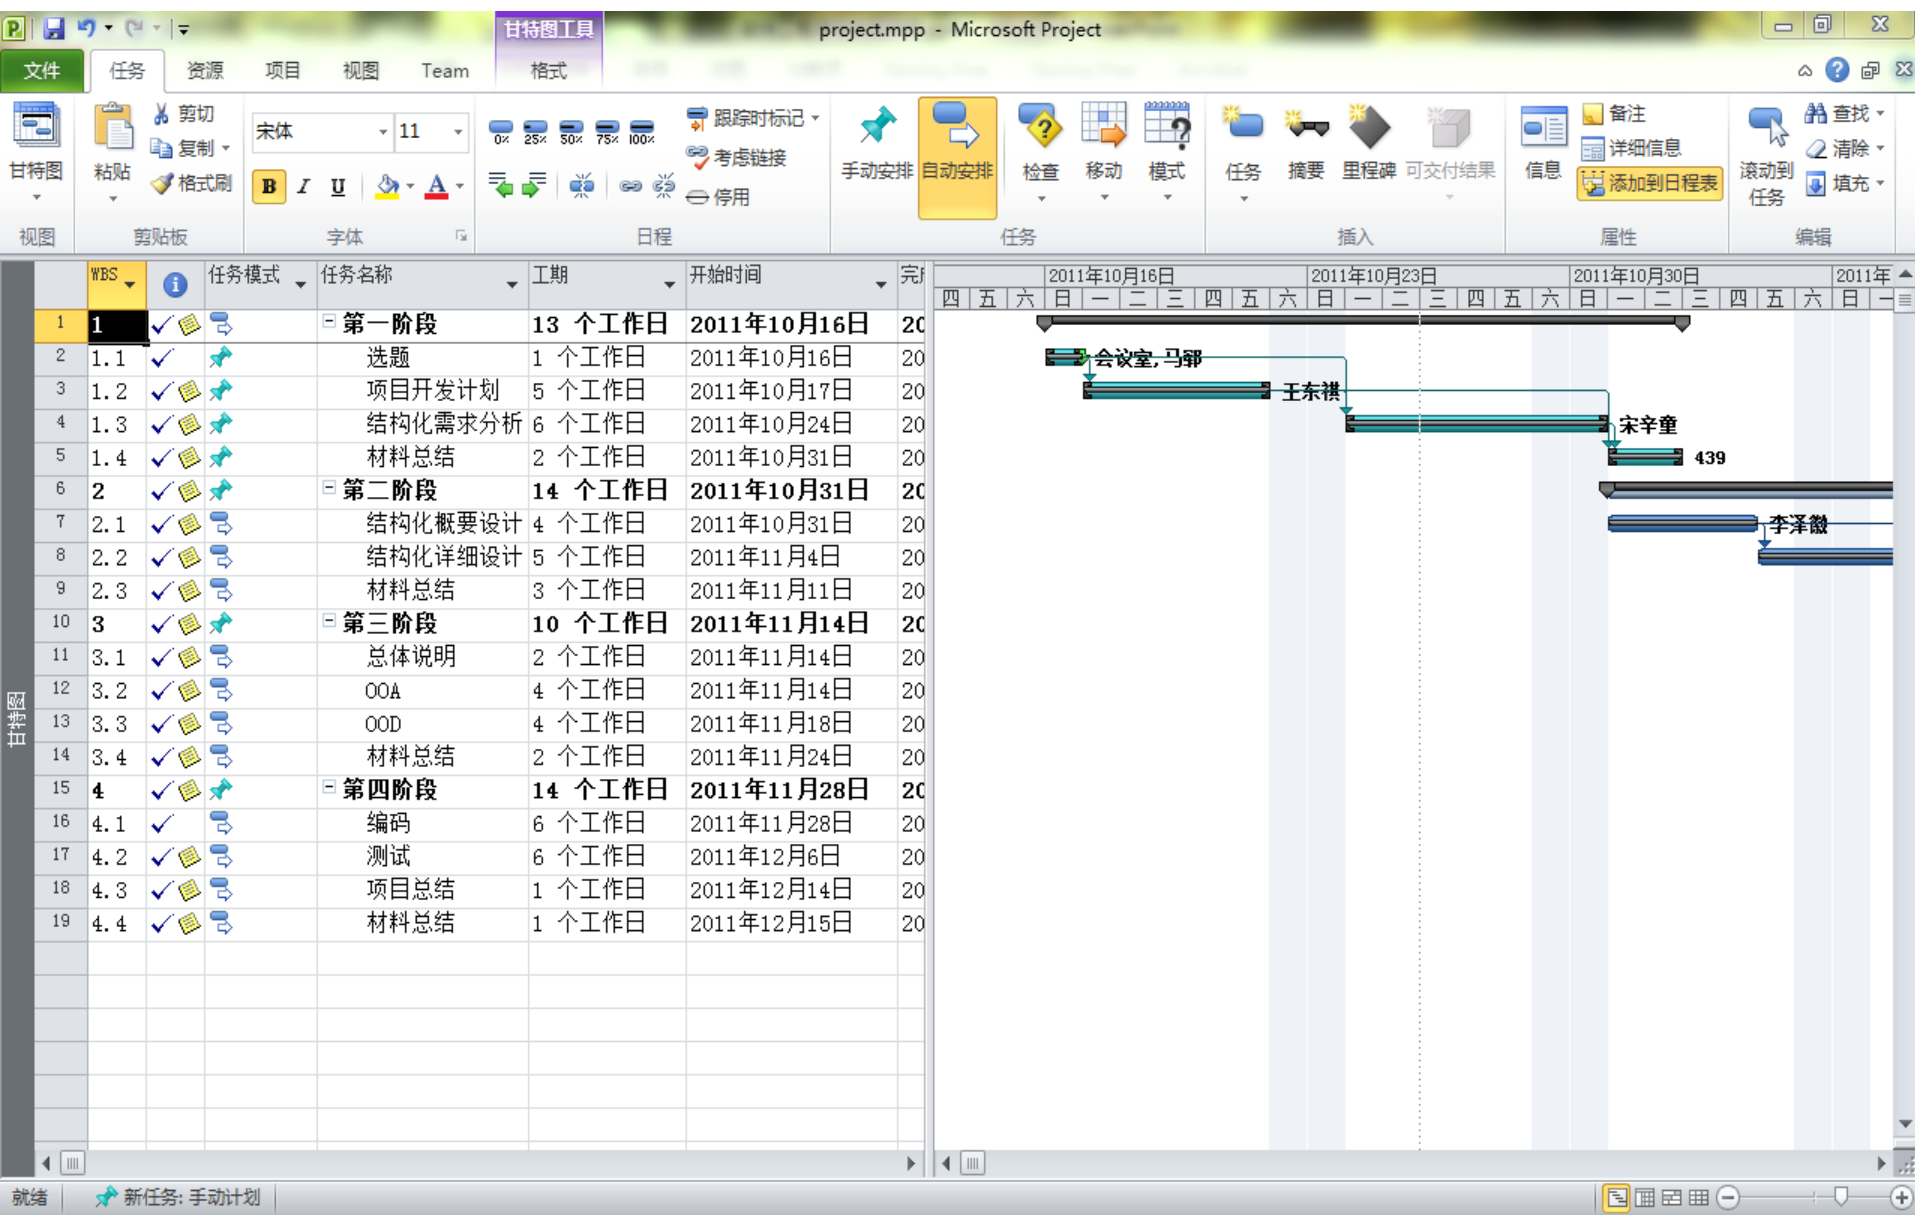 甘特图工具
project.mpp - Microsoft Project
文件 任务 资源 项目 视图 Team 格式
甘特图
视图
粘贴
剪切
复制
格式刷
剪贴板
宋体 11
B I U A
字体
0% 25% 50% 75% 100%
跟踪时标记
考虑链接
停用
日程
手动安排 自动安排 检查 移动 模式
任务
任务 摘要 里程碑 可交付结果
插入
信息
备注
详细信息
添加到日程表
属性
滚动到任务
查找
清除
填充
编辑
WBS 任务模式 任务名称 工期 开始时间
1 1 第一阶段 13 个工作日 2011年10月16日 20
2 1.1 选题 1 个工作日 2011年10月16日 20
3 1.2 项目开发计划 5 个工作日 2011年10月17日 20
4 1.3 结构化需求分析 6 个工作日 2011年10月24日 20
5 1.4 材料总结 2 个工作日 2011年10月31日 20
6 2 第二阶段 14 个工作日 2011年10月31日 20
7 2.1 结构化概要设计 4 个工作日 2011年10月31日 20
8 2.2 结构化详细设计 5 个工作日 2011年11月4日 20
9 2.3 材料总结 3 个工作日 2011年11月11日 20
10 3 第三阶段 10 个工作日 2011年11月14日 20
11 3.1 总体说明 2 个工作日 2011年11月14日 20
12 3.2 OOA 4 个工作日 2011年11月14日 20
13 3.3 OOD 4 个工作日 2011年11月18日 20
14 3.4 材料总结 2 个工作日 2011年11月24日 20
15 4 第四阶段 14 个工作日 2011年11月28日 20
16 4.1 编码 6 个工作日 2011年11月28日 20
17 4.2 测试 6 个工作日 2011年12月6日 20
18 4.3 项目总结 1 个工作日 2011年12月14日 20
19 4.4 材料总结 1 个工作日 2011年12月15日 20
2011年10月16日 2011年10月23日 2011年10月30日 2011年
四 五 六 日 一 二 三 四 五 六 日 一 二 三 四 五 六 日 一 二 三 四 五 六 日 一
会议室,马
王东祺
宋辛童
439
李泽徽
甘特图
就绪 新任务: 手动计划